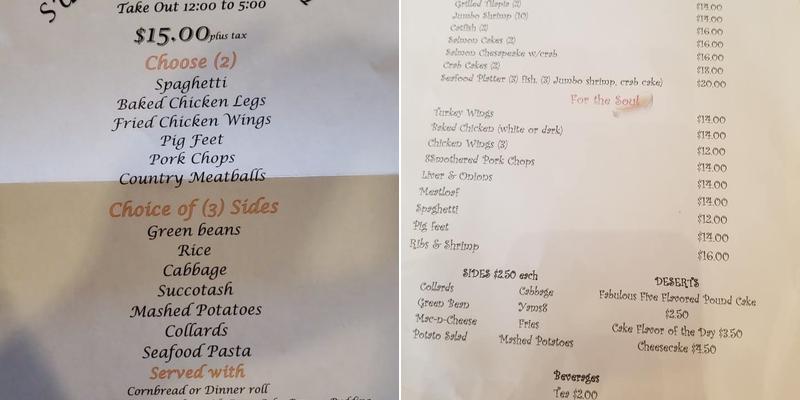 Take Out 12:00 to 5:00
$15.00 plus tax
Choose (2)
Spaghetti
Baked Chicken Legs
Fried Chicken Wings
Pig Feet
Pork Chops
Country Meatballs
Choice of (3) Sides
Green beans
Rice
Cabbage
Succotash
Mashed Potatoes
Collards
Seafood Pasta
Served with
Cornbread or Dinner roll
Grilled Tilapia (2) $14.00
Jumbo Shrimp (10) $14.00
Catfish (2) $16.00
Salmon Cakes (2) $16.00
Salmon Chesapeake w/crab $16.00
Crab Cakes (2) $18.00
Seafood Platter (3) fish, (3) Jumbo shrimp, crab cake) $20.00
For the Soul
Turkey Wings $14.00
Baked Chicken (white or dark) $14.00
Chicken Wings (3) $12.00
8Smothered Pork Chops $14.00
Liver & Onions $14.00
Meatloaf $14.00
Spaghetti $12.00
Pig Feet $14.00
Ribs & Shrimp $16.00
SIDES $2.50 each
Collards Cabbage
Green Bean Yams8
Mac-n-Cheese Fries
Potato Salad Mashed Potatoes
DESERTS
Fabulous Five Flavored Pound Cake
$2.50
Cake Flavor of the Day $3.50
Cheesecake $4.50
Beverages
Tea $2.00